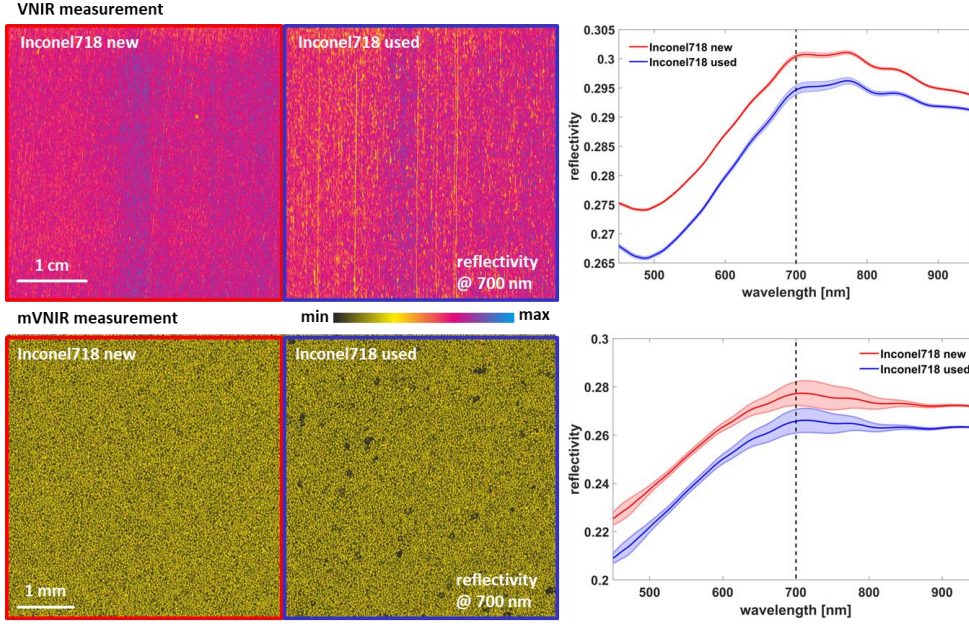 VNIR measurement
Inconel718 new
Inconel718 used
1 cm
reflectivity
@ 700 nm
0.305
0.3
0.295
0.29
0.285
0.28
0.275
0.27
0.265
reflectivity
Inconel718 new
Inconel718 used
500
600
700
800
900
wavelength [nm]
mVNIR measurement
min
max
Inconel718 new
Inconel718 used
1 mm
reflectivity
@ 700 nm
0.3
0.28
0.26
0.24
0.22
0.2
reflectivity
Inconel718 new
Inconel718 used
500
600
700
800
900
wavelength [nm]